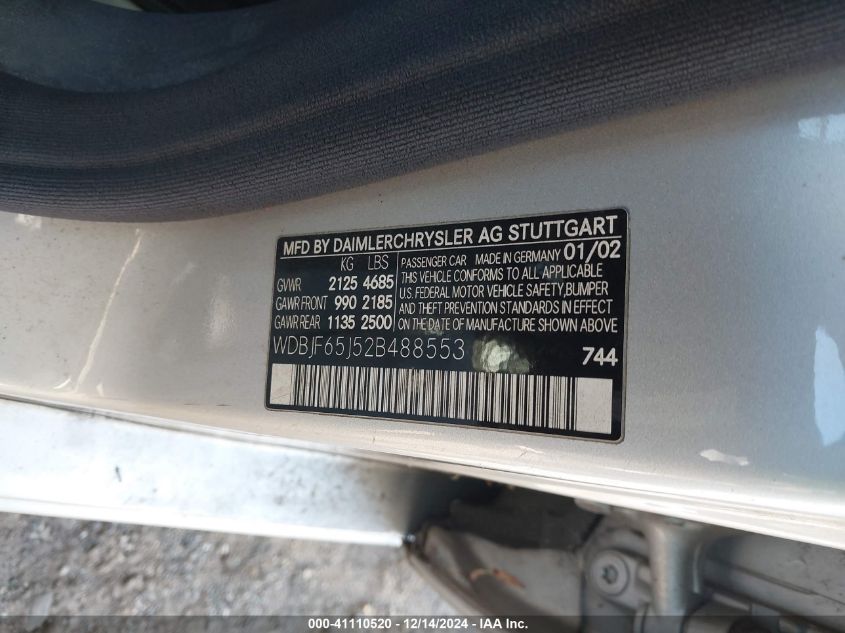 MFD BY DAIMLERCHRYSLER AG STUTTGART
KG LBS
GVWR 2125 4685
GAWR FRONT 990 2185
GAWR REAR 1135 2500
PASSENGER CAR MADE IN GERMANY 01/02
THIS VEHICLE CONFORMS TO ALL APPLICABLE
U.S. FEDERAL MOTOR VEHICLE SAFETY,BUMPER
AND THEFT PREVENTION STANDARDS IN EFFECT
ON DATE OF MANUFACTURE SHOWN ABOVE
WDBJF65J52B488553 744
000-41110520 - 12/14/2024 - IAA Inc.